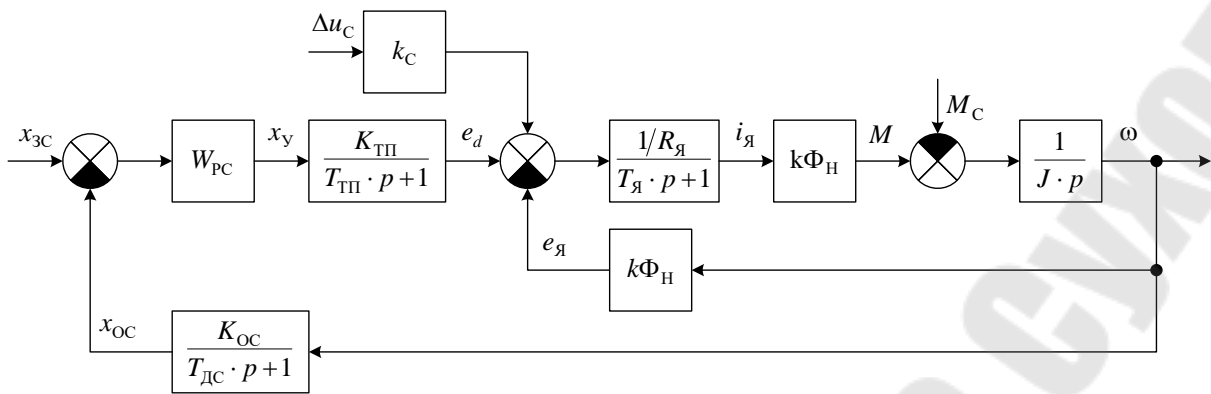 Δu_С
k_С
x_ЗС
W_РС
x_У
K_ТП
T_ТП · p + 1
e_d
1/R_Я
T_Я · p + 1
i_Я
kΦ_Н
M
M_С
1
J · p
ω
e_Я
kΦ_Н
x_ОС
K_ОС
T_ДС · p + 1